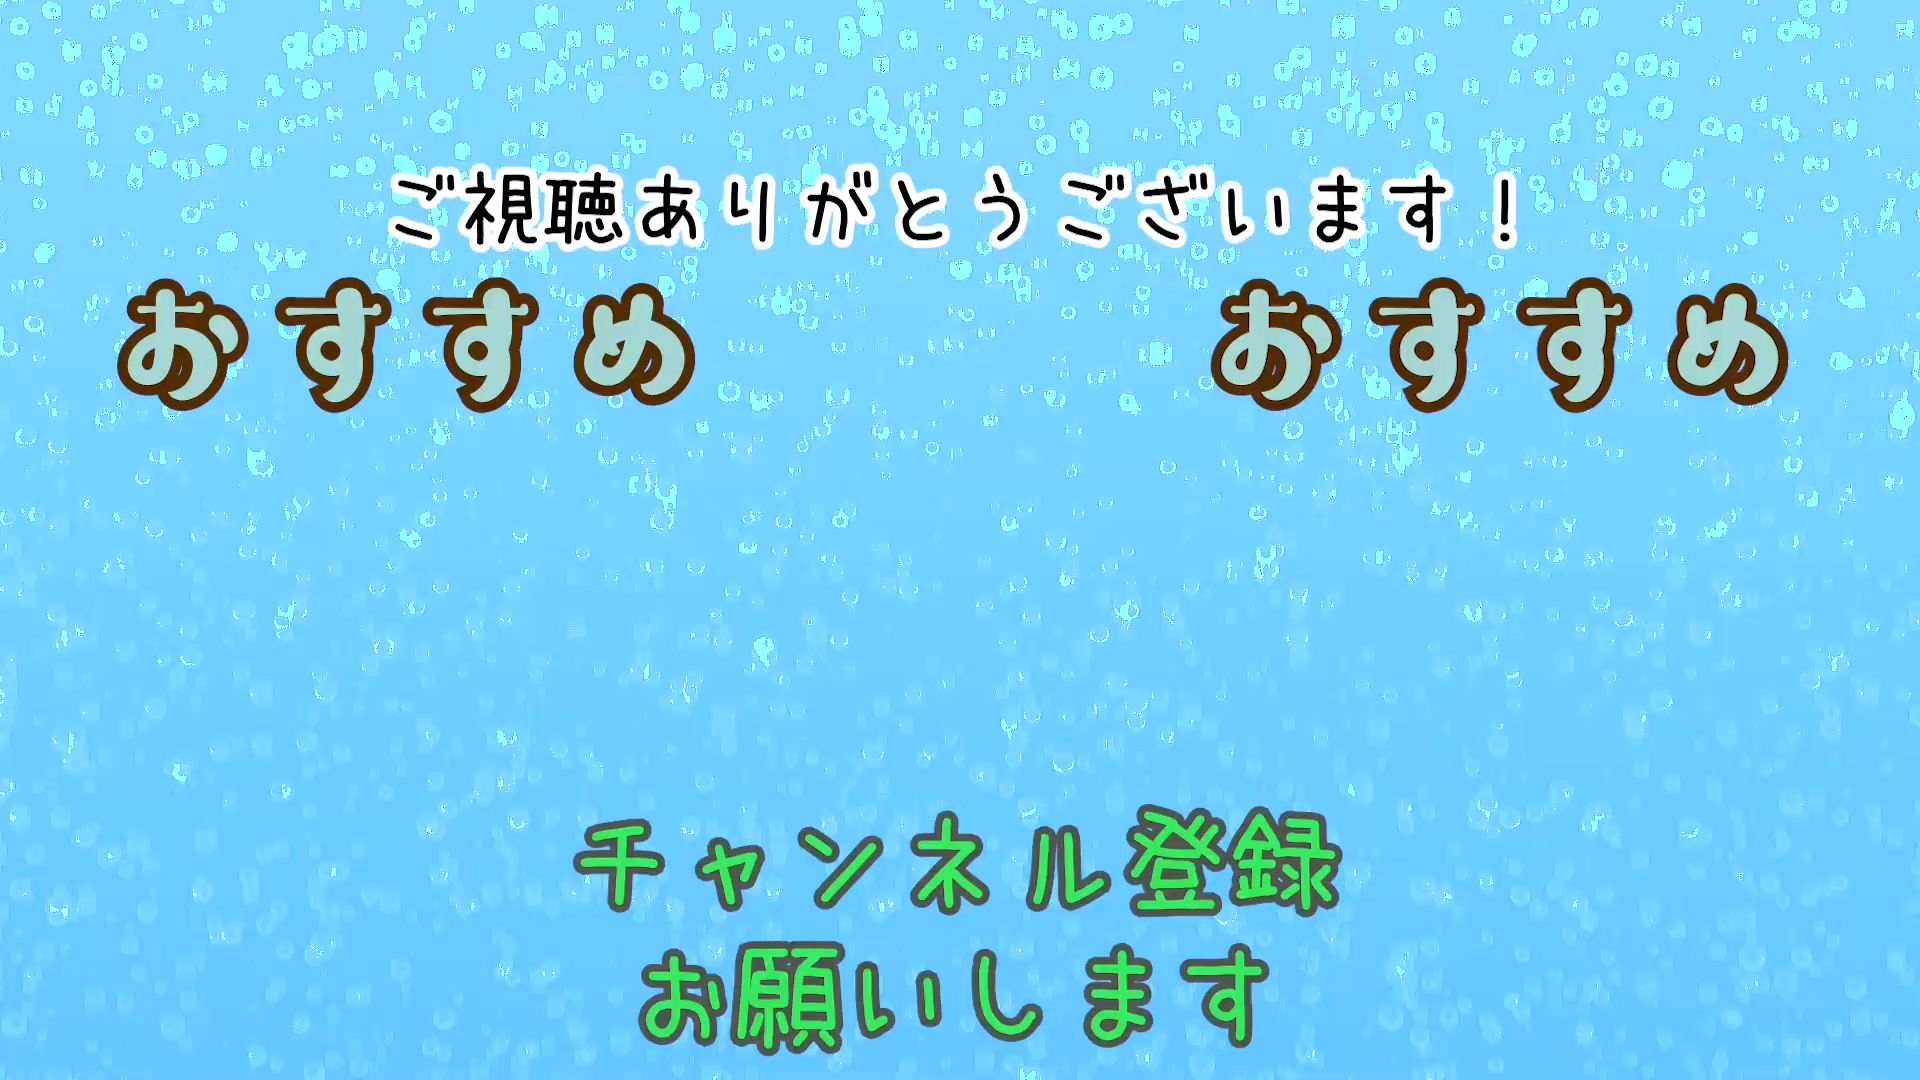 ご視聴ありがとうございます！
おすすめ
おすすめ
チャンネル登録
お願いします